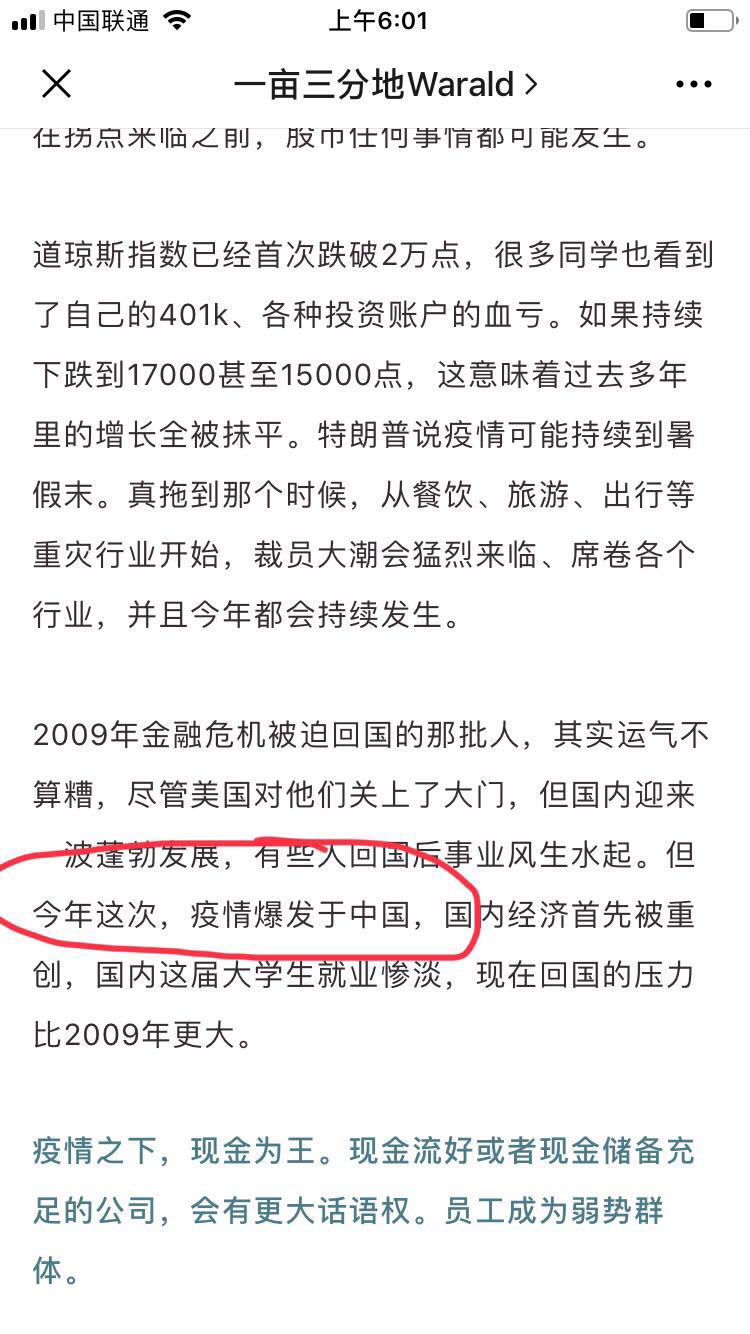 中国联通
上午6:01
一亩三分地Warald
在拐点来临之前，股市任何事情都可能发生。
道琼斯指数已经首次跌破2万点，很多同学也看到
了自己的401k、各种投资账户的血亏。如果持续
下跌到17000甚至15000点，这意味着过去多年
里的增长全被抹平。特朗普说疫情可能持续到暑
假末。真拖到那个时候，从餐饮、旅游、出行等
重灾行业开始，裁员大潮会猛烈来临、席卷各个
行业，并且今年都会持续发生。
2009年金融危机被迫回国的那批人，其实运气不
算糟，尽管美国对他们关上了大门，但国内迎来
一波蓬勃发展，有些人回国后事业风生水起。但
今年这次，疫情爆发于中国，国内经济首先被重
创，国内这届大学生就业惨淡，现在回国的压力
比2009年更大。
疫情之下，现金为王。现金流好或者现金储备充
足的公司，会有更大话语权。员工成为弱势群
体。